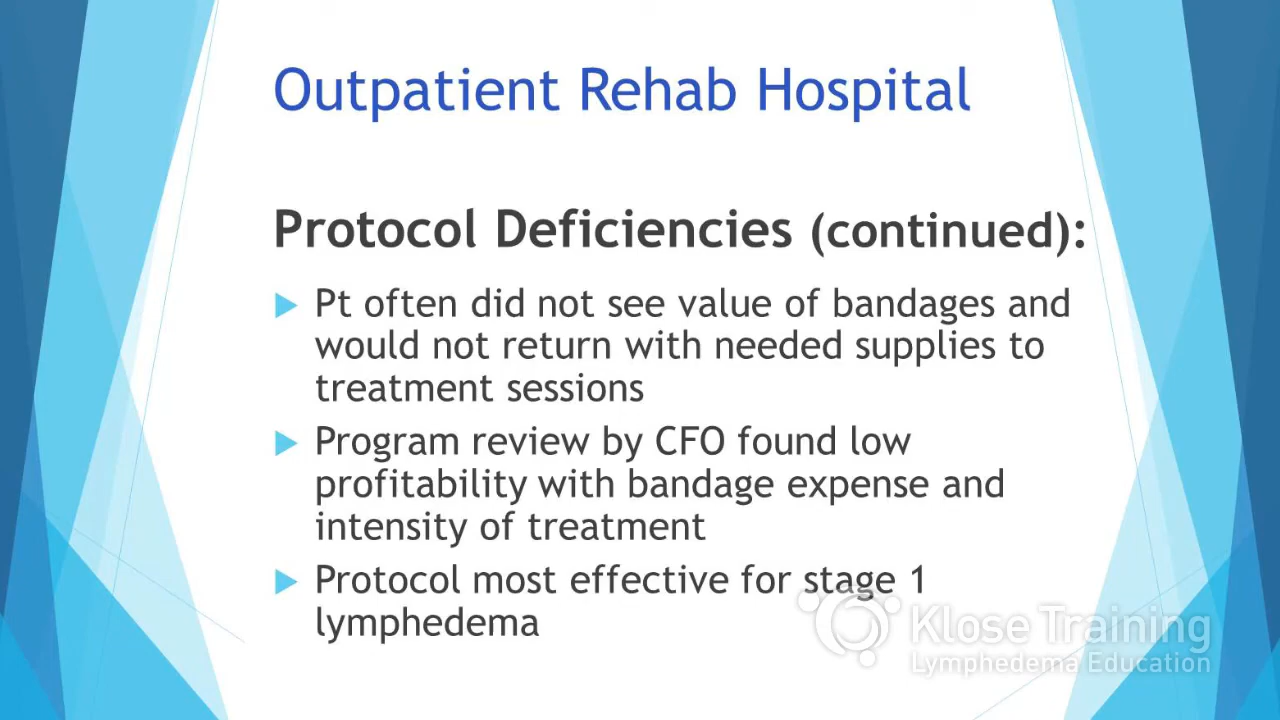 Outpatient Rehab Hospital
Protocol Deficiencies (continued):
Pt often did not see value of bandages and
would not return with needed supplies to
treatment sessions
Program review by CFO found low
profitability with bandage expense and
intensity of treatment
Protocol most effective for stage 1
lymphedema
Klose Training
Lymphedema Education